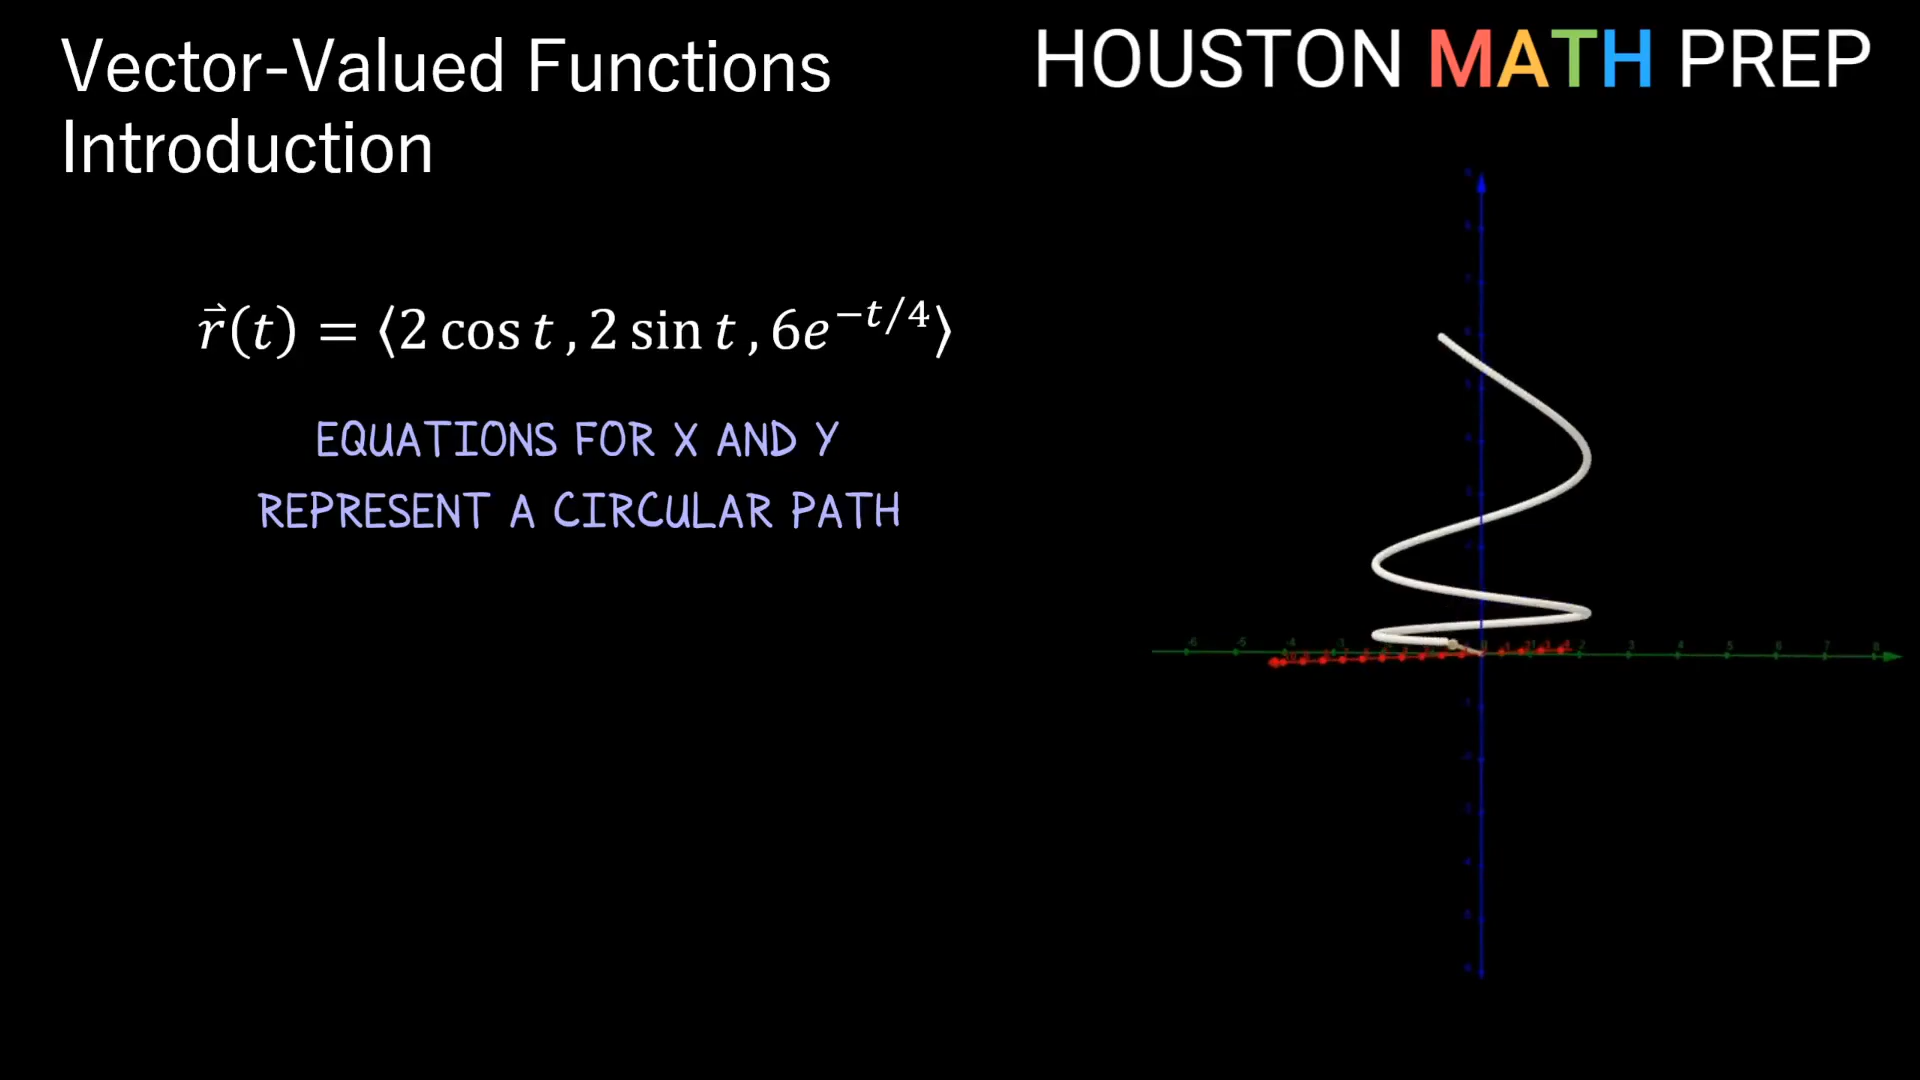 Vector-Valued Functions
Introduction
HOUSTON MATH PREP
r⃗(t) = ⟨2 cos t , 2 sin t , 6e^{−t/4}⟩
EQUATIONS FOR X AND Y
REPRESENT A CIRCULAR PATH